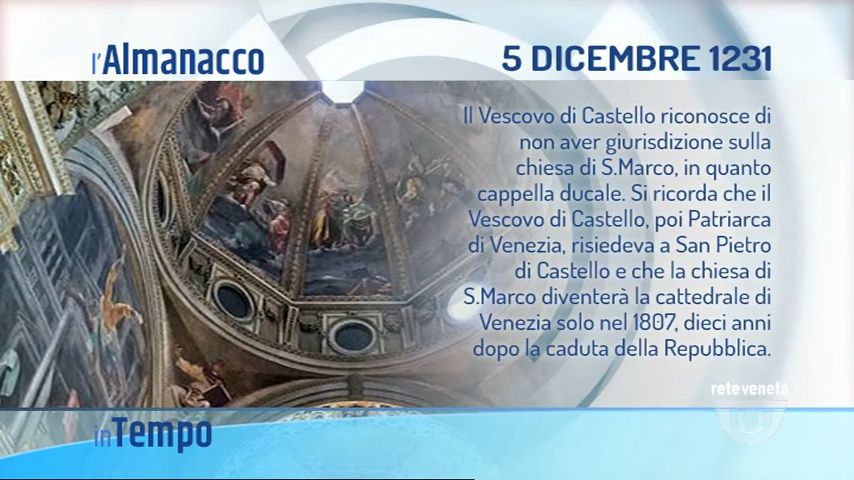 l'Almanacco
5 DICEMBRE 1231
Il Vescovo di Castello riconosce di
non aver giurisdizione sulla
chiesa di S.Marco, in quanto
cappella ducale. Si ricorda che il
Vescovo di Castello, poi Patriarca
di Venezia, risiedeva a San Pietro
di Castello e che la chiesa di
S.Marco diventerà la cattedrale di
Venezia solo nel 1807, dieci anni
dopo la caduta della Repubblica.
reteveneta
inTempo